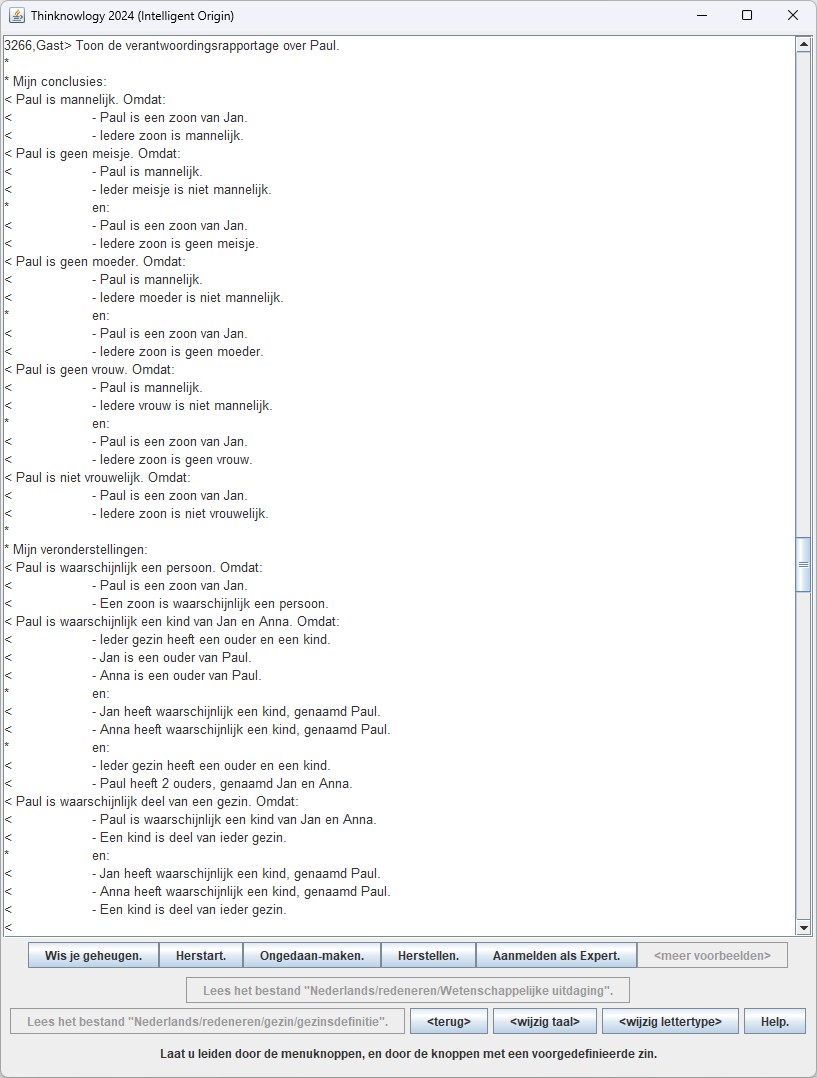 Thinknowlogy 2024 (Intelligent Origin)
3266,Gast> Toon de verantwoordingsrapportage over Paul.
*
* Mijn conclusies:
< Paul is mannelijk. Omdat:
< - Paul is een zoon van Jan.
< - Iedere zoon is mannelijk.
< Paul is geen meisje. Omdat:
< - Paul is mannelijk.
< - Ieder meisje is niet mannelijk.
* en:
< - Paul is een zoon van Jan.
< - Iedere zoon is geen meisje.
< Paul is geen moeder. Omdat:
< - Paul is mannelijk.
< - Iedere moeder is niet mannelijk.
* en:
< - Paul is een zoon van Jan.
< - Iedere zoon is geen moeder.
< Paul is geen vrouw. Omdat:
< - Paul is mannelijk.
< - Iedere vrouw is niet mannelijk.
* en:
< - Paul is een zoon van Jan.
< - Iedere zoon is geen vrouw.
< Paul is niet vrouwelijk. Omdat:
< - Paul is een zoon van Jan.
< - Iedere zoon is niet vrouwelijk.
*
* Mijn veronderstellingen:
< Paul is waarschijnlijk een persoon. Omdat:
< - Paul is een zoon van Jan.
< - Een zoon is waarschijnlijk een persoon.
< Paul is waarschijnlijk een kind van Jan en Anna. Omdat:
< - Ieder gezin heeft een ouder en een kind.
< - Jan is een ouder van Paul.
< - Anna is een ouder van Paul.
* en:
< - Jan heeft waarschijnlijk een kind, genaamd Paul.
< - Anna heeft waarschijnlijk een kind, genaamd Paul.
* en:
< - Ieder gezin heeft een ouder en een kind.
< - Paul heeft 2 ouders, genaamd Jan en Anna.
< Paul is waarschijnlijk deel van een gezin. Omdat:
< - Paul is waarschijnlijk een kind van Jan en Anna.
< - Een kind is deel van ieder gezin.
* en:
< - Jan heeft waarschijnlijk een kind, genaamd Paul.
< - Anna heeft waarschijnlijk een kind, genaamd Paul.
< - Een kind is deel van ieder gezin.
<
Wis je geheugen. Herstart. Ongedaan-maken. Herstellen. Aanmelden als Expert. <meer voorbeelden>
Lees het bestand "Nederlands/redeneren/Wetenschappelijke uitdaging".
Lees het bestand "Nederlands/redeneren/gezin/gezinsdefinitie". <terug> <wijzig taal> <wijzig lettertype> Help.
Laat u leiden door de menuknoppen, en door de knoppen met een voorgedefinieerde zin.